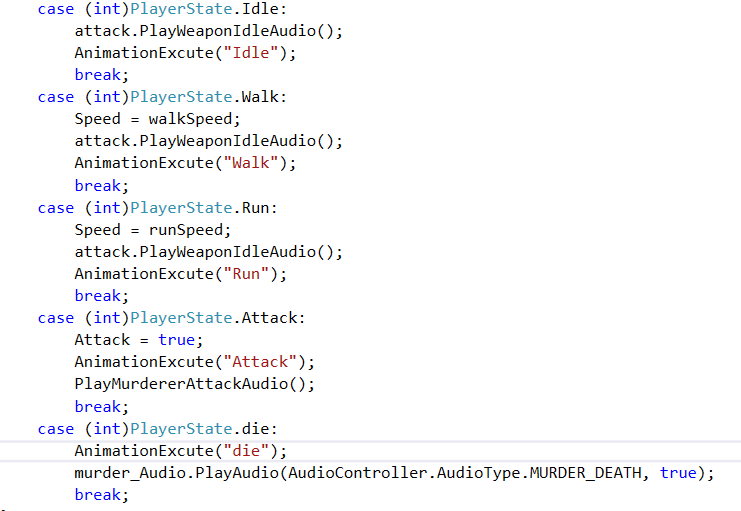 case (int)PlayerState.Idle:
attack.PlayWeaponIdleAudio();
AnimationExcute("Idle");
break;
case (int)PlayerState.Walk:
Speed = walkSpeed;
attack.PlayWeaponIdleAudio();
AnimationExcute("Walk");
break;
case (int)PlayerState.Run:
Speed = runSpeed;
attack.PlayWeaponIdleAudio();
AnimationExcute("Run");
break;
case (int)PlayerState.Attack:
Attack = true;
AnimationExcute("Attack");
PlayMurdererAttackAudio();
break;
case (int)PlayerState.die:
AnimationExcute("die");
murder_Audio.PlayAudio(AudioController.AudioType.MURDER_DEATH, true);
break;